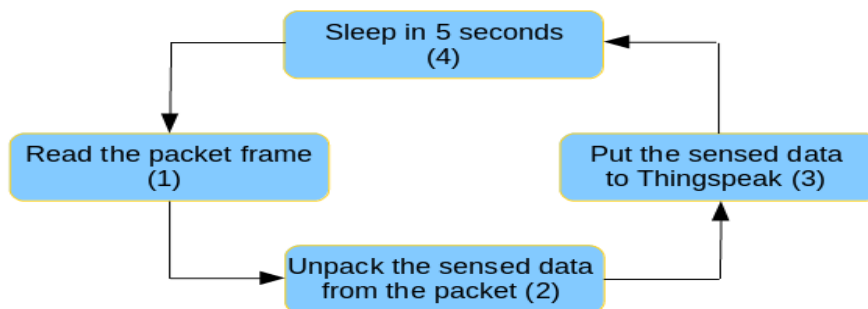 Sleep in 5 seconds
(4)
Read the packet frame
(1)
Put the sensed data
to Thingspeak (3)
Unpack the sensed data
from the packet (2)